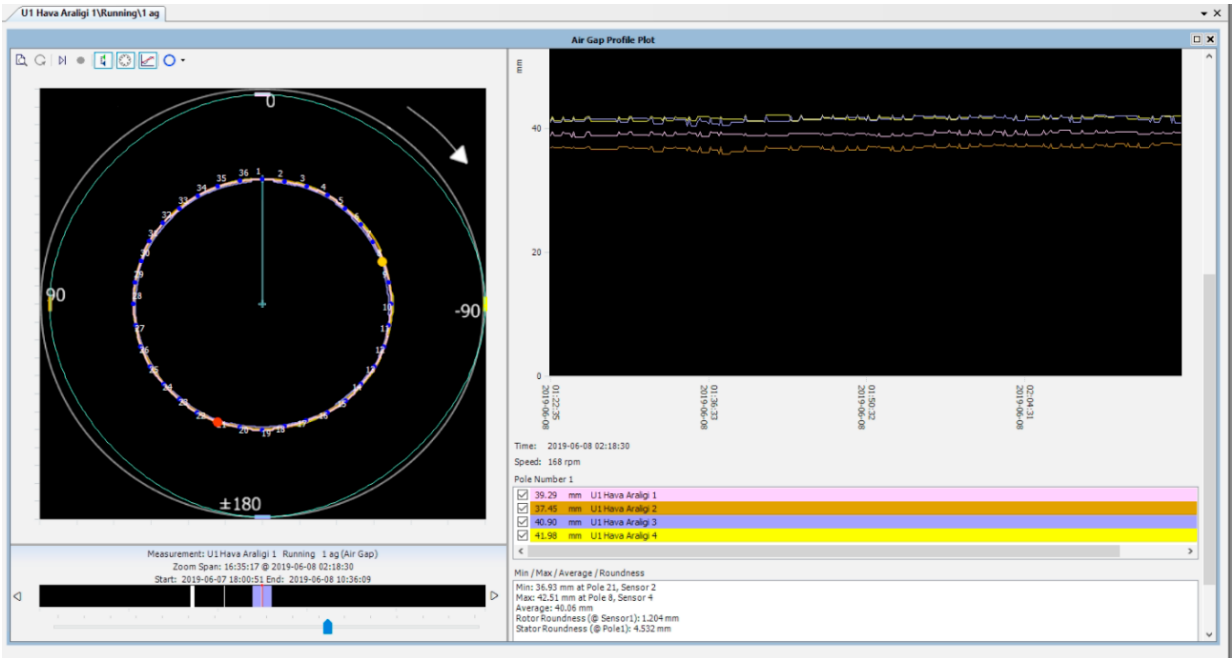 U1 Hava Araligi 1\Running\1 ag
Air Gap Profile Plot
0
90
-90
±180
1
2
3
4
5
6
7
8
9
10
11
12
13
14
15
16
17
18
19
20
21
22
23
24
25
26
27
28
29
30
31
32
33
34
35
36
Measurement: U1 Hava Araligi 1 Running 1 ag (Air Gap)
Zoom Span: 16:35:17 @ 2019-06-08 02:18:30
Start: 2019-06-07 18:00:51 End: 2019-06-08 10:36:09
mm
40
20
0
01:22:35
2019-06-08
01:36:33
2019-06-08
01:50:32
2019-06-08
02:04:31
2019-06-08
Time: 2019-06-08 02:18:30
Speed: 168 rpm
Pole Number 1
39.29 mm U1 Hava Araligi 1
37.45 mm U1 Hava Araligi 2
40.90 mm U1 Hava Araligi 3
41.98 mm U1 Hava Araligi 4
Min / Max / Average / Roundness
Min: 36.93 mm at Pole 21, Sensor 2
Max: 42.51 mm at Pole 8, Sensor 4
Average: 40.06 mm
Rotor Roundness (@ Sensor1): 1.204 mm
Stator Roundness (@ Pole1): 4.532 mm